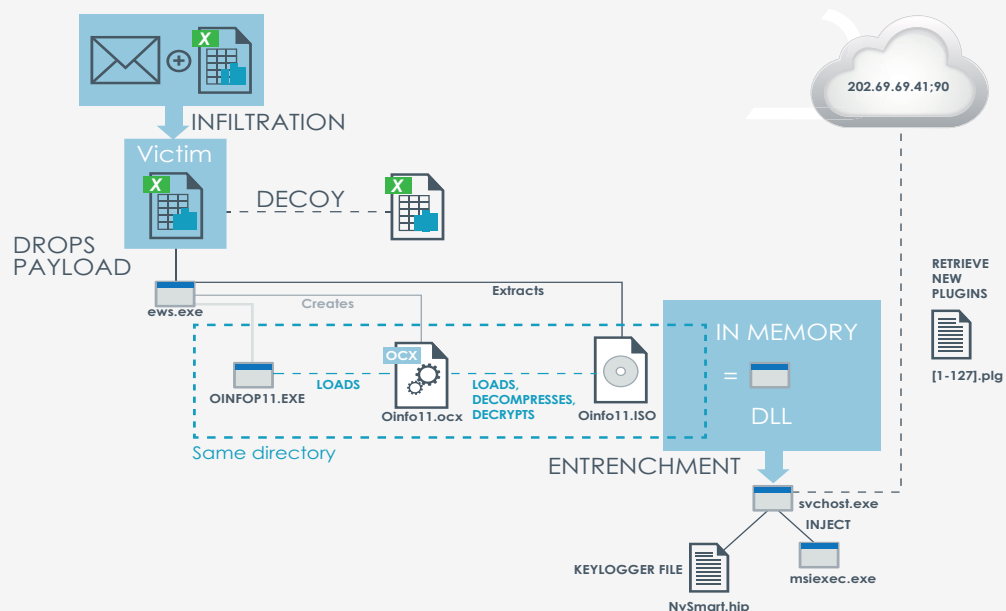 X
INFILTRATION
Victim
X
DECOY
X
DROPS
PAYLOAD
ews.exe
Creates
Extracts
202.69.69.41;90
RETRIEVE
NEW
PLUGINS
[1-127].plg
OINFOP11.EXE
LOADS
OCX
Oinfo11.ocx
LOADS,
DECOMPRESSES,
DECRYPTS
Oinfo11.ISO
Same directory
IN MEMORY
=
DLL
ENTRENCHMENT
svchost.exe
INJECT
KEYLOGGER FILE
NvSmart.hip
msiexec.exe